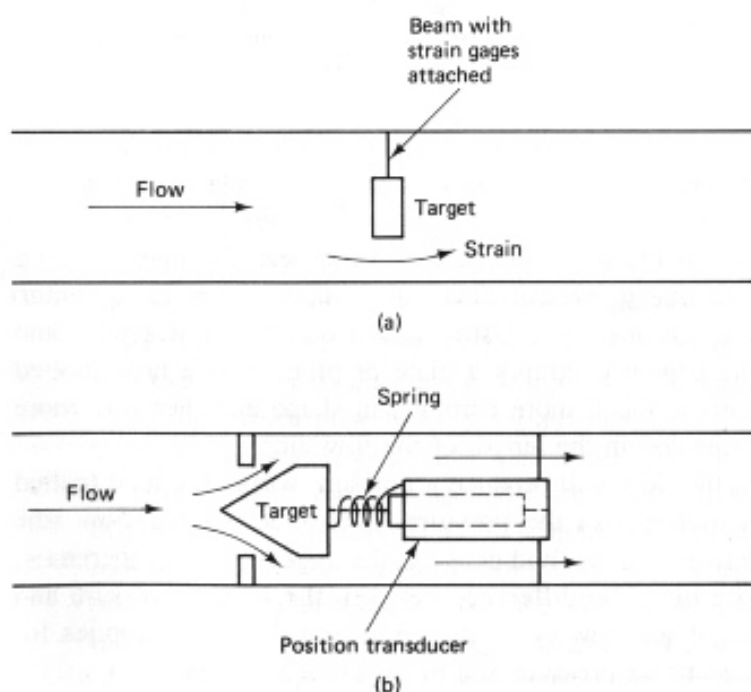 Beam with
strain gages
attached
Flow
Target
Strain
(a)
Spring
Flow
Target
Position transducer
(b)